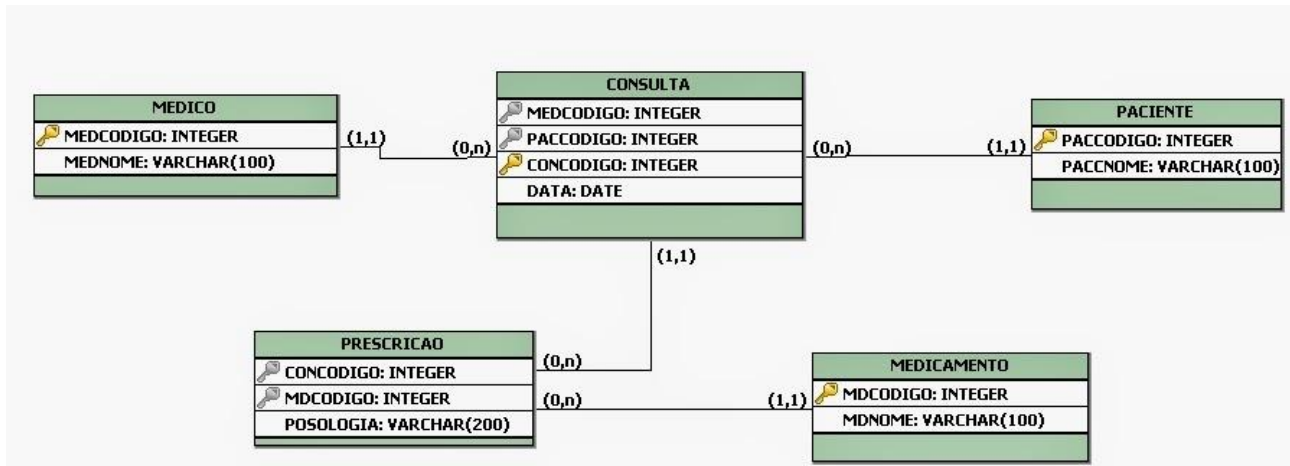 MEDICO
MEDCODIGO: INTEGER
MEDNOME: VARCHAR(100)
(1,1)
(0,n)
CONSULTA
MEDCODIGO: INTEGER
PACCODIGO: INTEGER
CONCODIGO: INTEGER
DATA: DATE
(0,n)
(1,1)
PACIENTE
PACCODIGO: INTEGER
PACCNOME: VARCHAR(100)
(1,1)
PRESCRICAO
CONCODIGO: INTEGER
MDCODIGO: INTEGER
POSOLOGIA: VARCHAR(200)
(0,n)
(0,n)
(1,1)
MEDICAMENTO
MDCODIGO: INTEGER
MDNOME: VARCHAR(100)